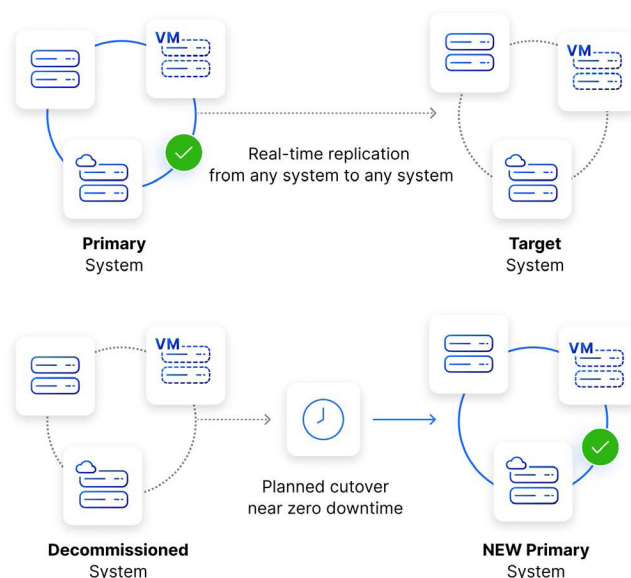 VM
VM
Real-time replication
from any system to any system
Primary
System
Target
System
VM
VM
Planned cutover
near zero downtime
Decommissioned
System
NEW Primary
System